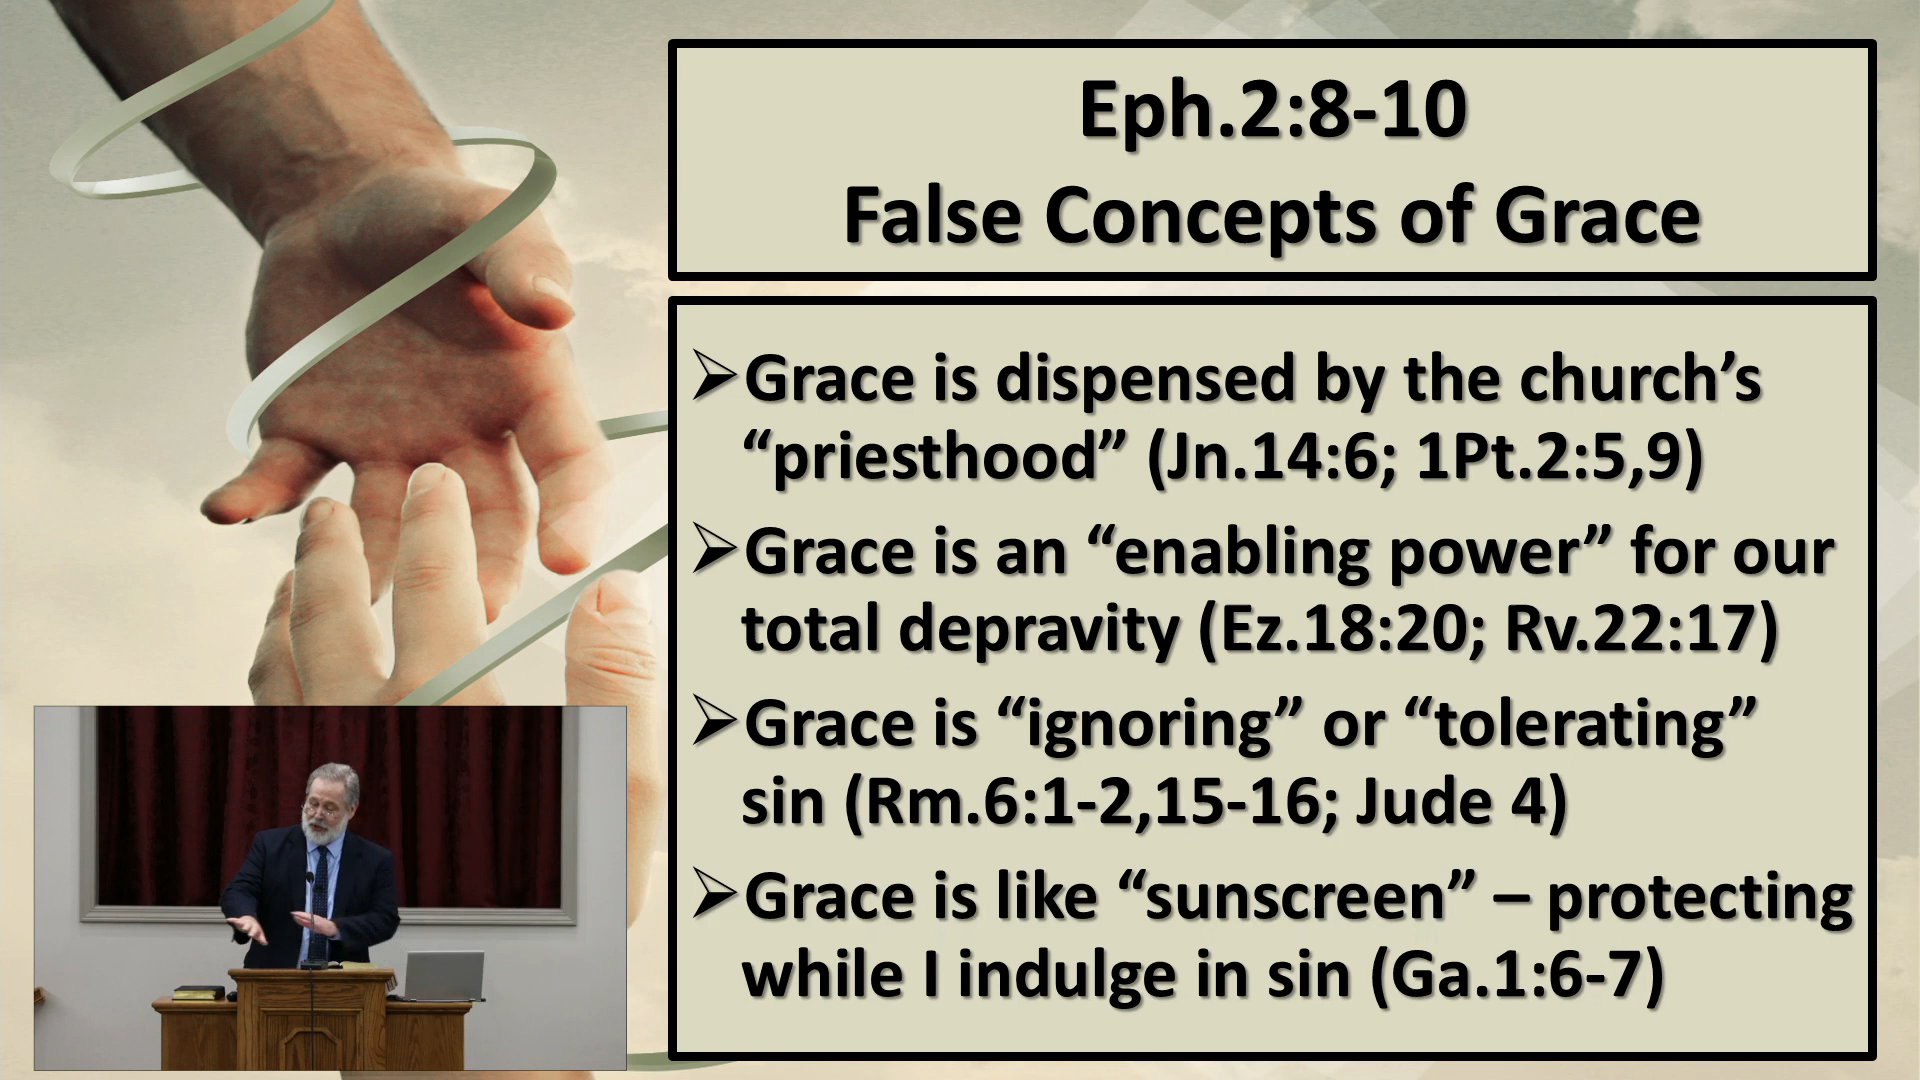 Eph.2:8-10
False Concepts of Grace
➢Grace is dispensed by the church’s
“priesthood” (Jn.14:6; 1Pt.2:5,9)
➢Grace is an “enabling power” for our
total depravity (Ez.18:20; Rv.22:17)
➢Grace is “ignoring” or “tolerating”
sin (Rm.6:1-2,15-16; Jude 4)
➢Grace is like “sunscreen” – protecting
while I indulge in sin (Ga.1:6-7)